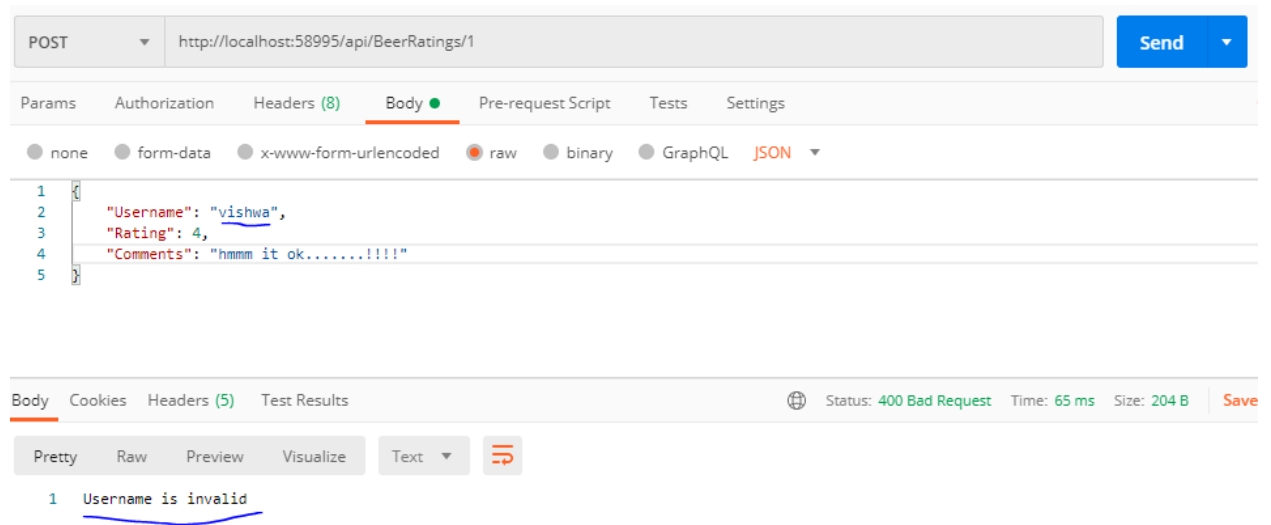 POST http://localhost:58995/api/BeerRatings/1 Send
Params Authorization Headers (8) Body Pre-request Script Tests Settings
none form-data x-www-form-urlencoded raw binary GraphQL JSON
1 {
2 "Username": "vishwa",
3 "Rating": 4,
4 "Comments": "hmmm it ok.......!!!!"
5 }
Body Cookies Headers (5) Test Results Status: 400 Bad Request Time: 65 ms Size: 204 B Save
Pretty Raw Preview Visualize Text
1 Username is invalid